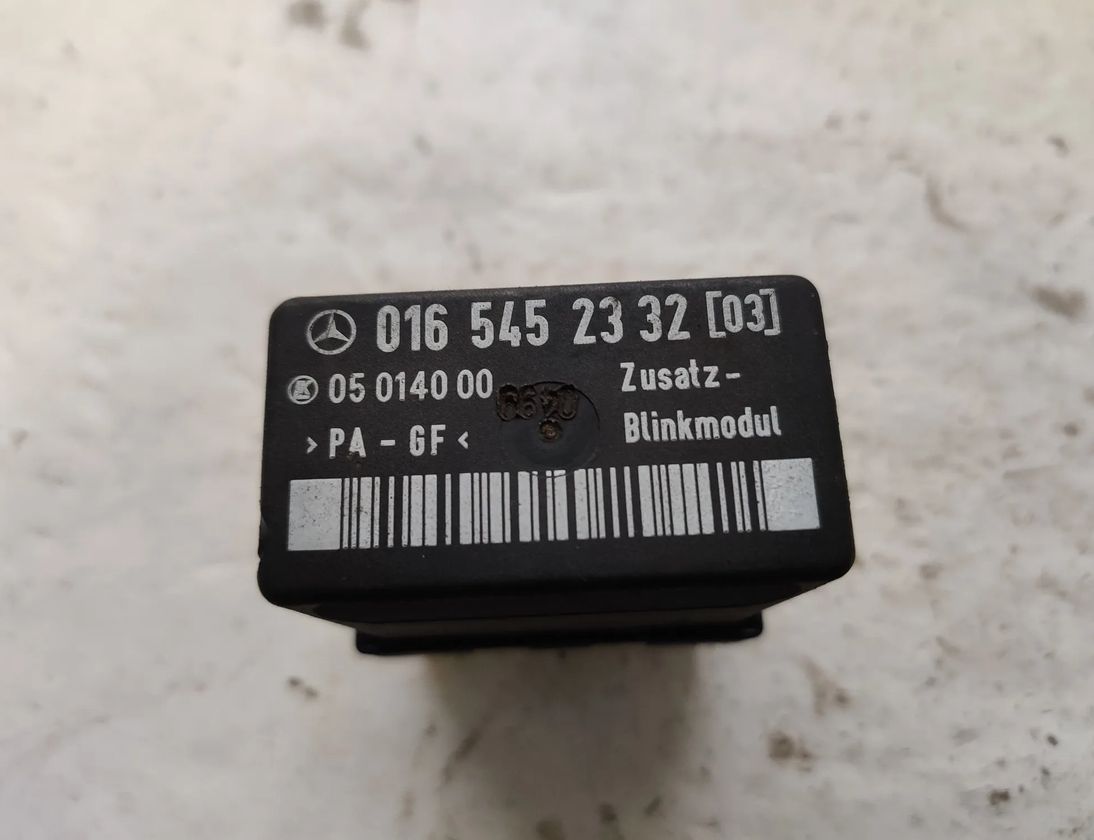 016 545 23 32 [03]
05 0140 00
Zusatz-
Blinkmodul
>PA - GF<